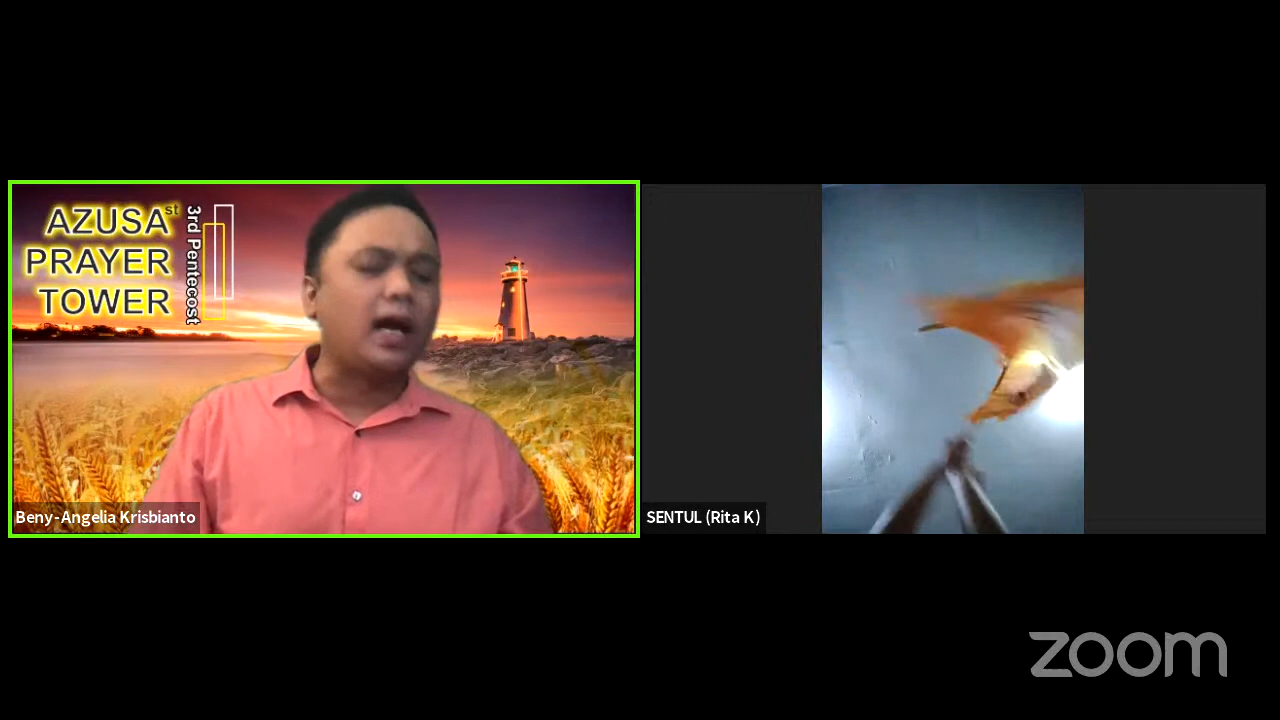 AZUSA st
PRAYER
TOWER
3rd Pentecost
Beny-Angelia Krisbianto
SENTUL (Rita K)
zoom